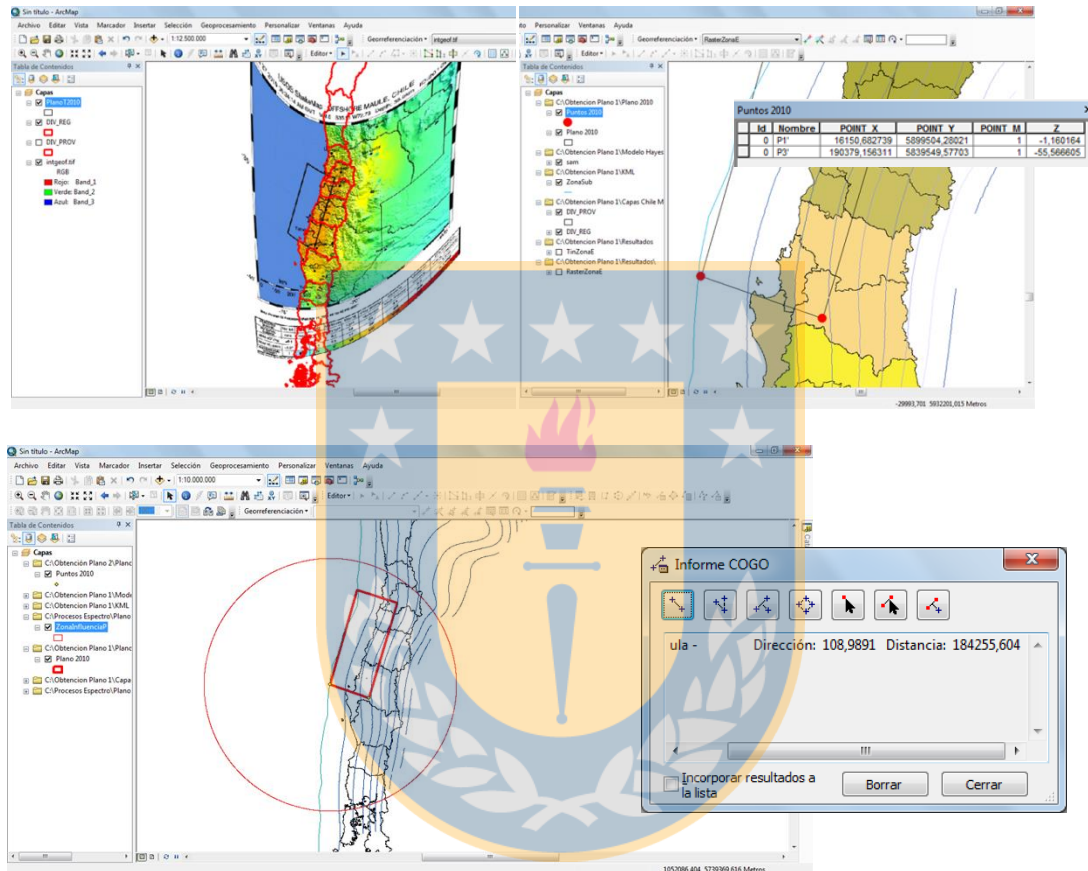 Sin título - ArcMap
Archivo Editar Vista Marcador Insertar Selección Geoprocesamiento Personalizar Ventanas Ayuda
1:12.500.000
Georreferenciación
intgeof.tif
Editor
Tabla de Contenidos
Capas
PlanoT2010
DIV_REG
DIV_PROV
intgeof.tif
RGB
Rojo: Band_1
Verde: Band_2
Azul: Band_3
OFFSHORE MAULE, CHILE
to Personalizar Ventanas Ayuda
Georreferenciación
RasterZonaE
Editor
Tabla de Contenidos
Capas
C:\Obtencion Plano 1\Plano 2010
Puntos 2010
Plano 2010
C:\Obtencion Plano 1\Modelo Hayes
sam
C:\Obtencion Plano 1\KML
ZonaSub
C:\Obtencion Plano 1\Capas Chile M
DIV_PROV
DIV_REG
C:\Obtencion Plano 1\Resultados
TinZonaE
C:\Obtencion Plano 1\Resultados\
RasterZonaE
Puntos 2010
Id Nombre POINT_X POINT_Y POINT_M Z
0 P1' 16150,682739 5899504,28021 1 -1,160164
0 P3' 190379,156311 5839549,57703 1 -55,566605
-29993,701 5932201,015 Metros
Sin título - ArcMap
Archivo Editar Vista Marcador Insertar Selección Geoprocesamiento Personalizar Ventanas Ayuda
1:10.000.000
Editor
Georreferenciación
Tabla de Contenidos
Capas
C:\Obtención Plano 2\Planc
Puntos 2010
C:\Obtencion Plano 1\Mode
C:\Obtencion Plano 1\KML
C:\Procesos Espectro\Plano
ZonaInfluenciaP
C:\Obtencion Plano 1\Planc
Plano 2010
C:\Obtencion Plano 1\Capa
C:\Procesos Espectro\Plano
1052086,404 5739369,616 Metros
Informe COGO
ula - Dirección: 108,9891 Distancia: 184255,604
Incorporar resultados a
la lista
Borrar
Cerrar